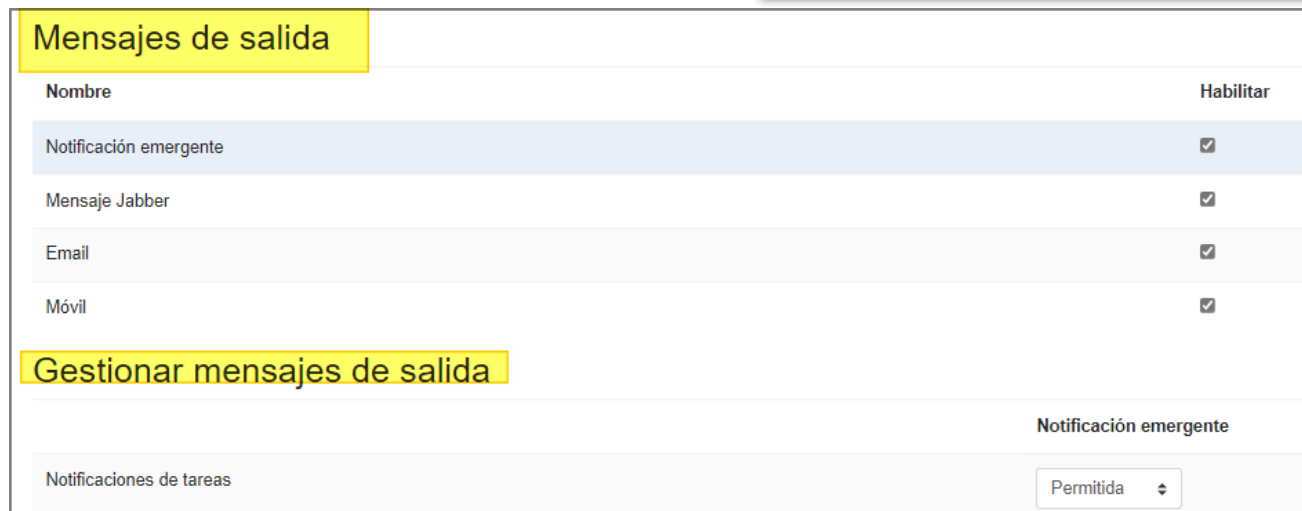 Mensajes de salida
Nombre Habilitar
Notificación emergente
Mensaje Jabber
Email
Móvil
Gestionar mensajes de salida
Notificación emergente
Notificaciones de tareas Permitida